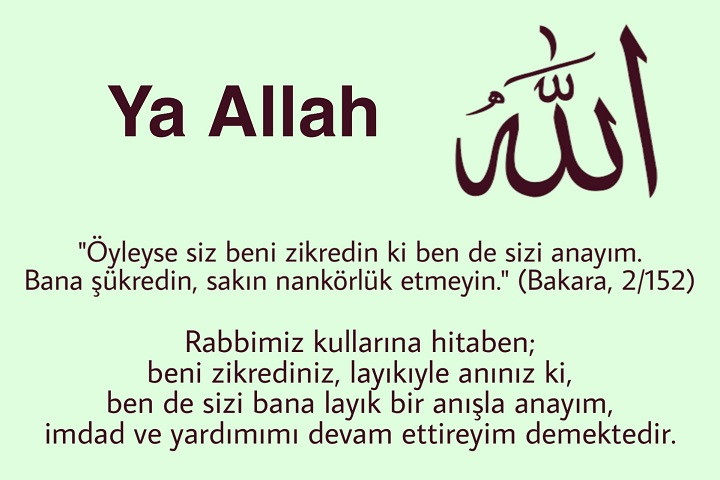 Ya Allah
الله
"Öyleyse siz beni zikredin ki ben de sizi anayım.
Bana şükredin, sakın nankörlük etmeyin." (Bakara, 2/152)
Rabbimiz kullarına hitaben;
beni zikrediniz, layıkıyle anınız ki,
ben de sizi bana layık bir anışla anayım,
imdad ve yardımımı devam ettireyim demektedir.